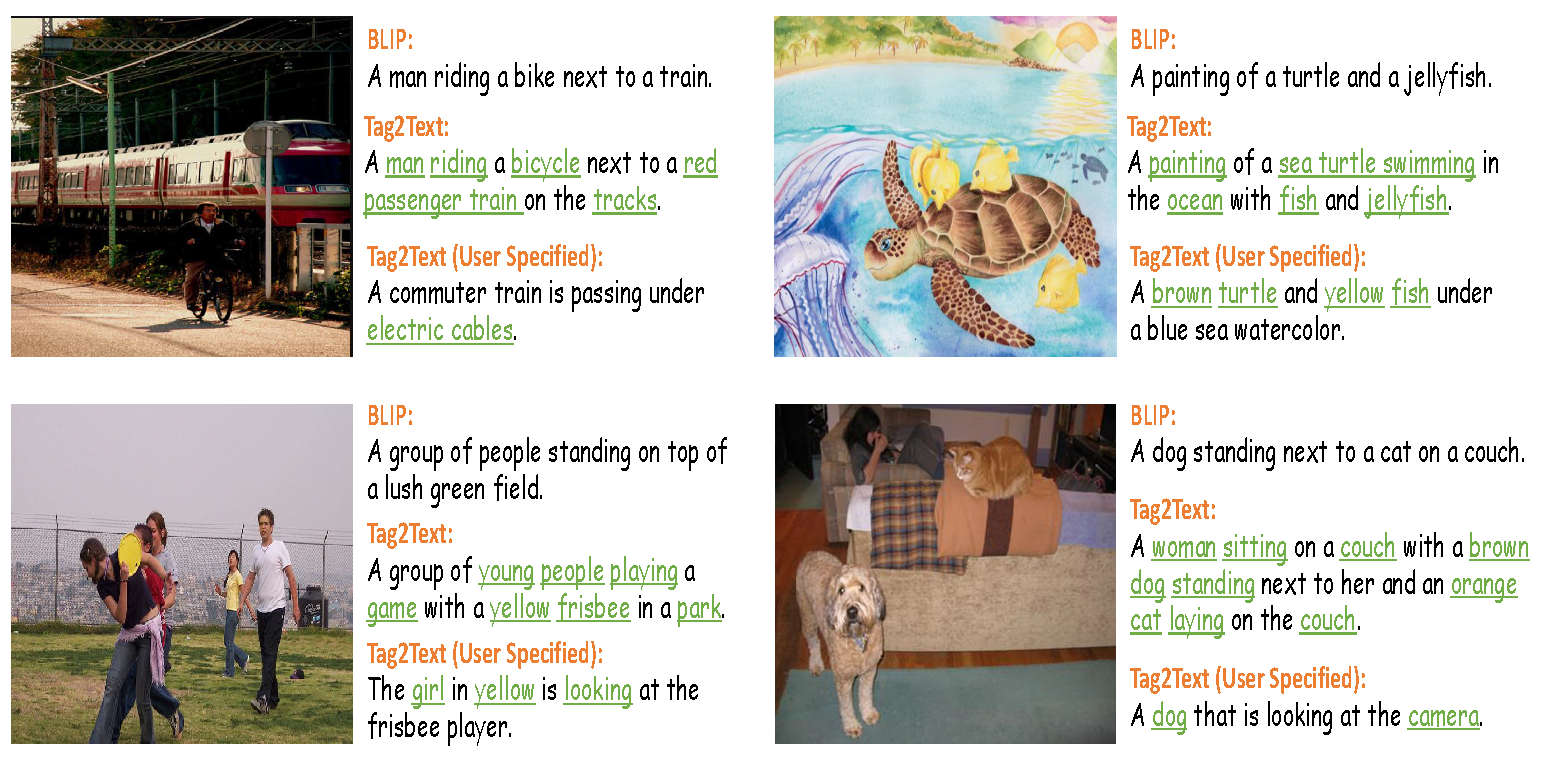 BLIP:
A man riding a bike next to a train.
Tag2Text:
A man riding a bicycle next to a red
passenger train on the tracks.
Tag2Text (User Specified):
A commuter train is passing under
electric cables.
BLIP:
A painting of a turtle and a jellyfish.
Tag2Text:
A painting of a sea turtle swimming in
the ocean with fish and jellyfish.
Tag2Text (User Specified):
A brown turtle and yellow fish under
a blue sea watercolor.
BLIP:
A group of people standing on top of
a lush green field.
Tag2Text:
A group of young people playing a
game with a yellow frisbee in a park.
Tag2Text (User Specified):
The girl in yellow is looking at the
frisbee player.
BLIP:
A dog standing next to a cat on a couch.
Tag2Text:
A woman sitting on a couch with a brown
dog standing next to her and an orange
cat laying on the couch.
Tag2Text (User Specified):
A dog that is looking at the camera.